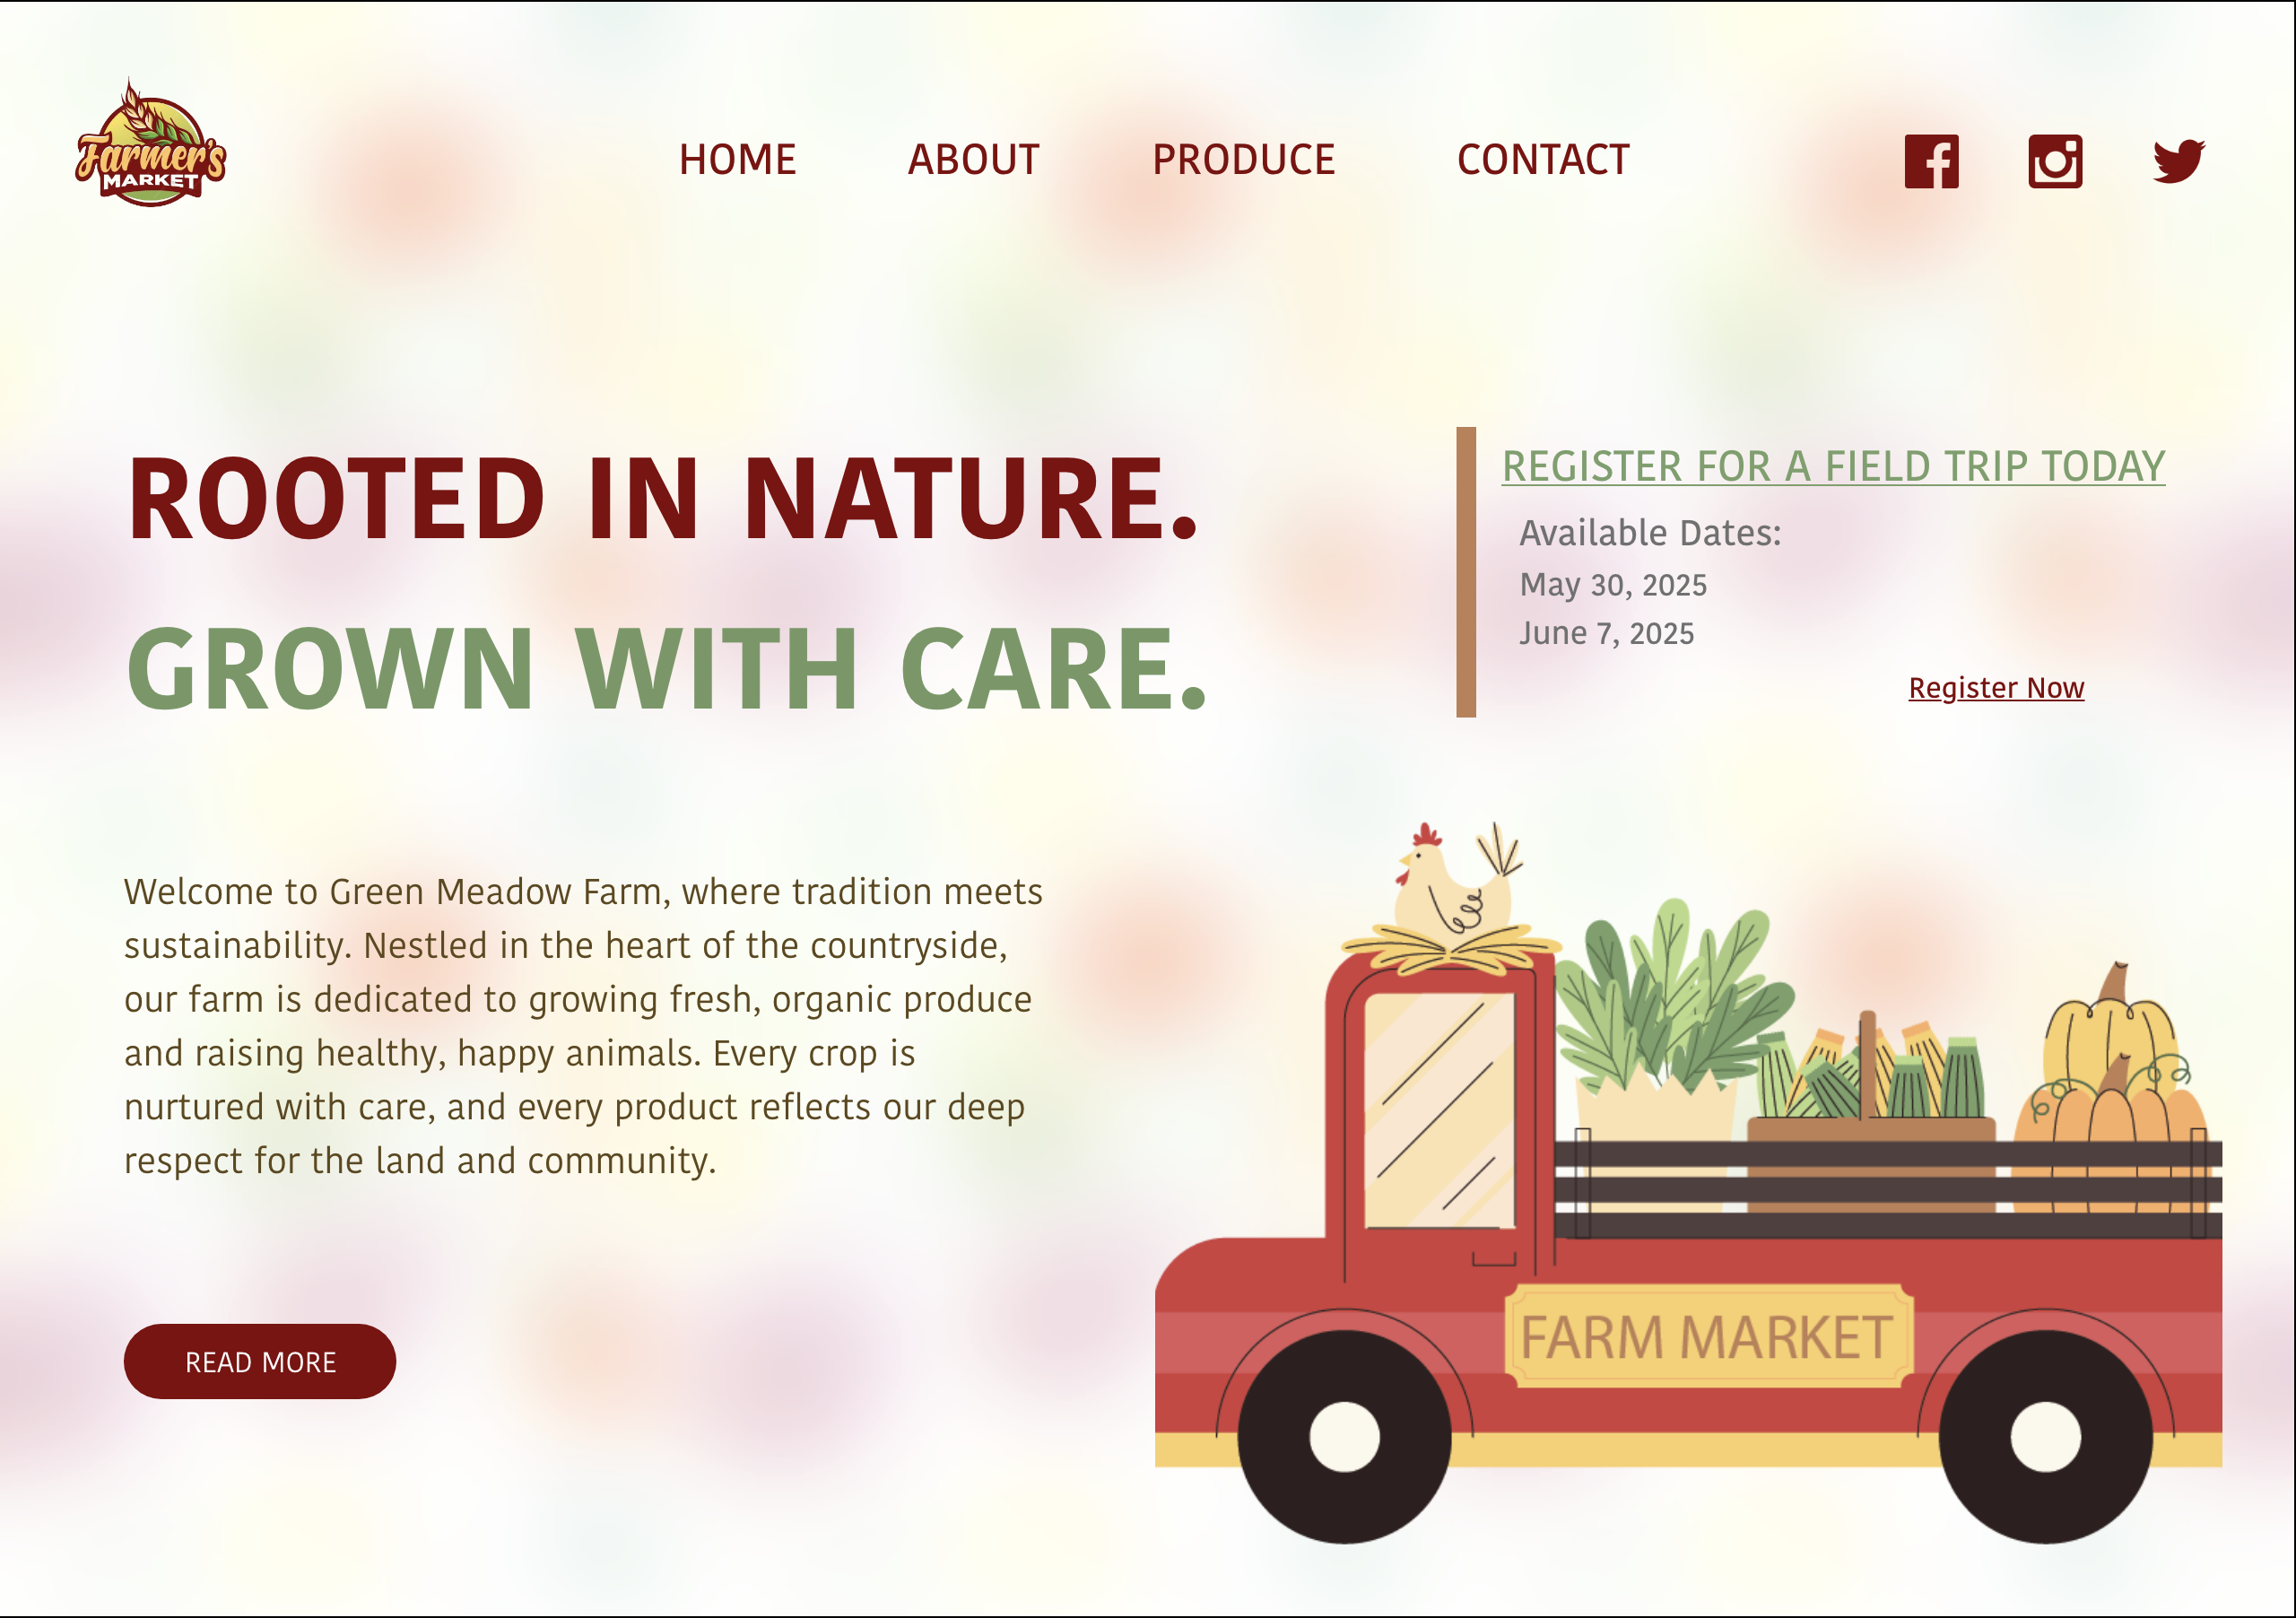 Farmer's
MARKET
HOME
ABOUT
PRODUCE
CONTACT
ROOTED IN NATURE.
GROWN WITH CARE.
REGISTER FOR A FIELD TRIP TODAY
Available Dates:
May 30, 2025
June 7, 2025
Register Now
Welcome to Green Meadow Farm, where tradition meets
sustainability. Nestled in the heart of the countryside,
our farm is dedicated to growing fresh, organic produce
and raising healthy, happy animals. Every crop is
nurtured with care, and every product reflects our deep
respect for the land and community.
READ MORE
FARM MARKET